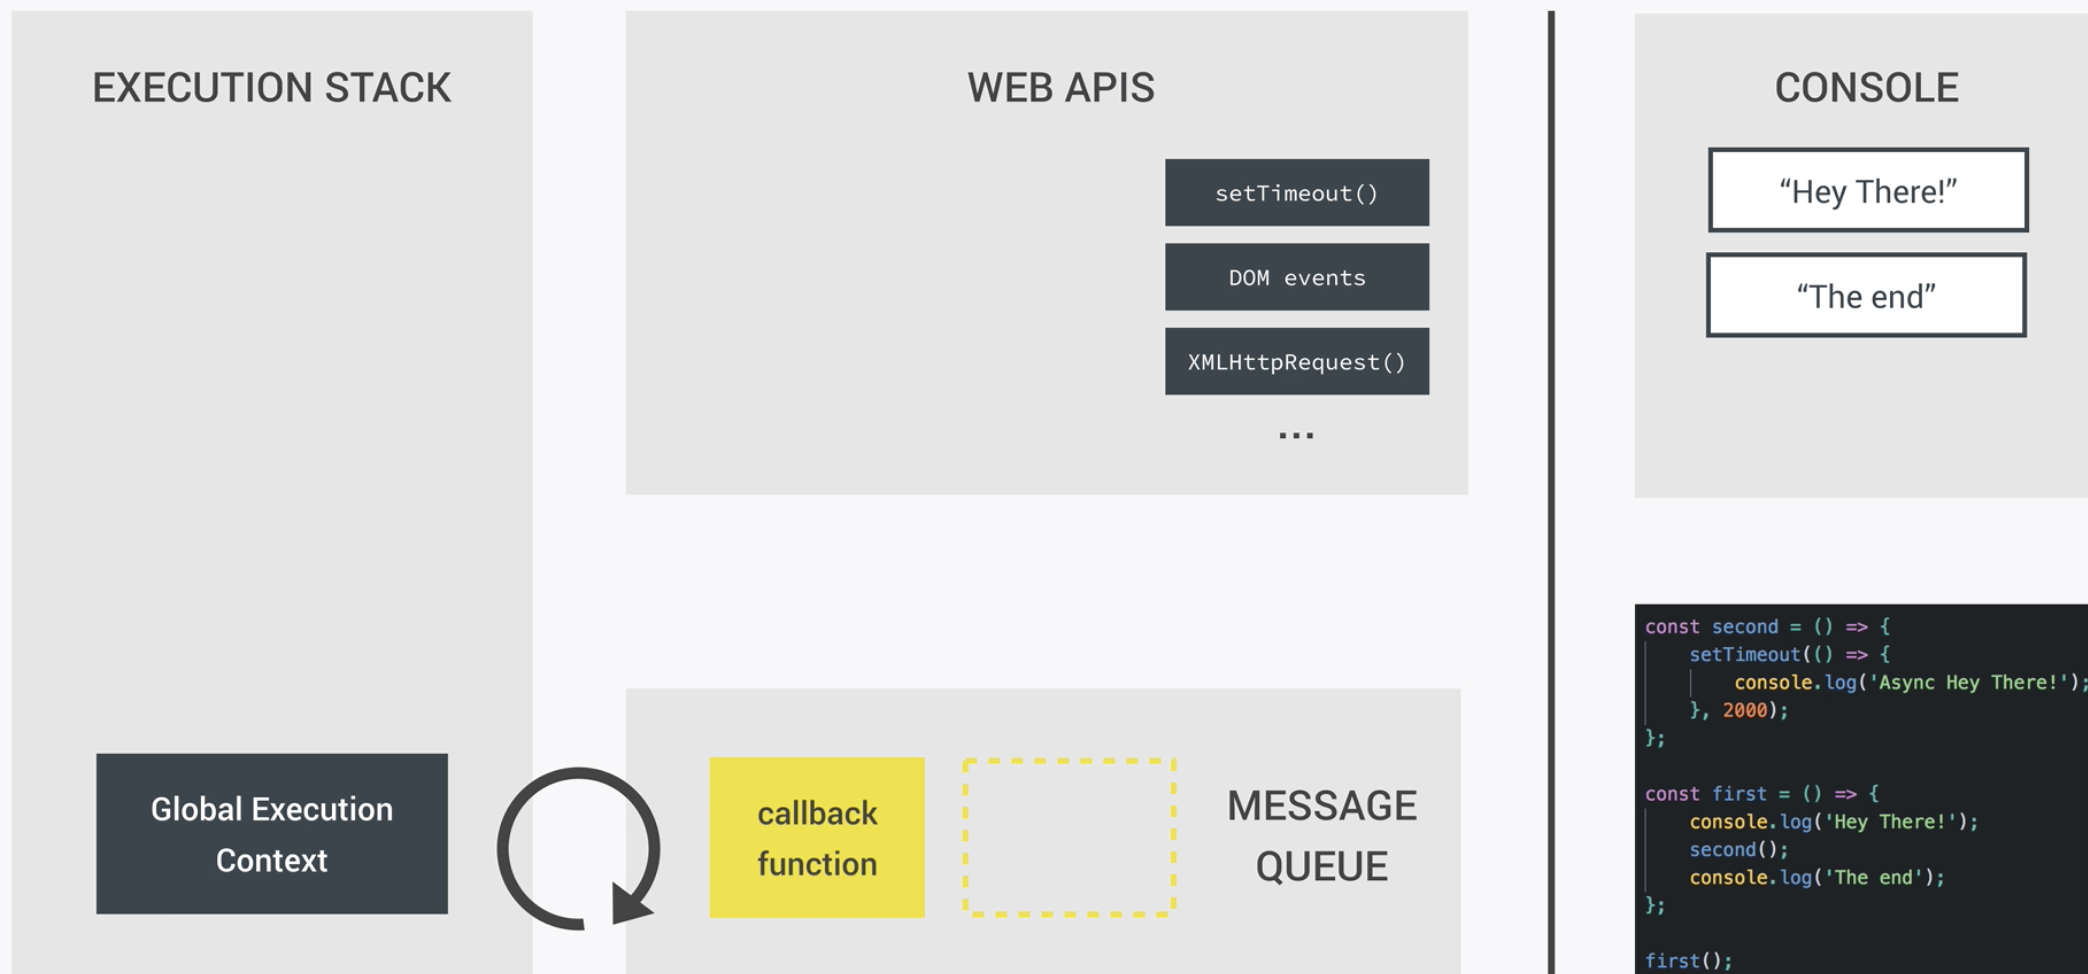 EXECUTION STACK
Global Execution
Context
WEB APIS
setTimeout()
DOM events
XMLHttpRequest()
...
callback
function
MESSAGE
QUEUE
CONSOLE
“Hey There!”
“The end”
const second = () => {
    setTimeout(() => {
        console.log('Async Hey There!');
    }, 2000);
};
const first = () => {
    console.log('Hey There!');
    second();
    console.log('The end');
};
first();